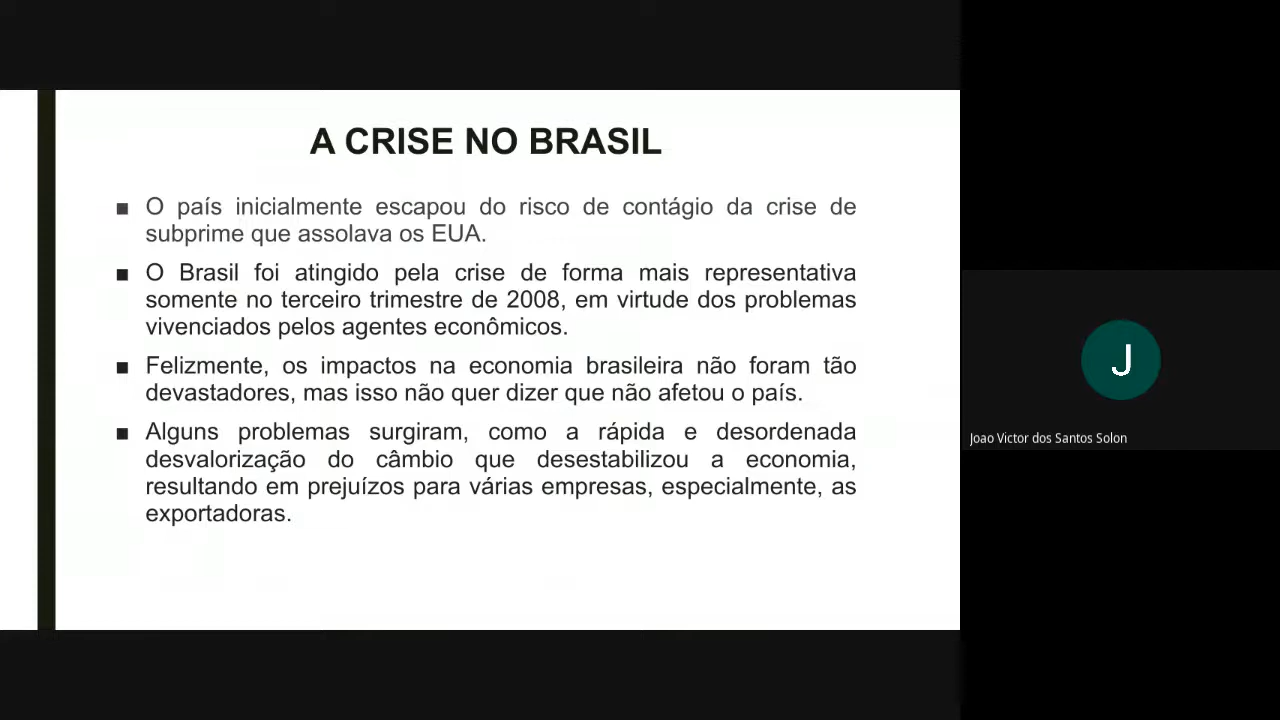 A CRISE NO BRASIL
■ O país inicialmente escapou do risco de contágio da crise de
subprime que assolava os EUA.
■ O Brasil foi atingido pela crise de forma mais representativa
somente no terceiro trimestre de 2008, em virtude dos problemas
vivenciados pelos agentes econômicos.
■ Felizmente, os impactos na economia brasileira não foram tão
devastadores, mas isso não quer dizer que não afetou o país.
■ Alguns problemas surgiram, como a rápida e desordenada
desvalorização do câmbio que desestabilizou a economia,
resultando em prejuízos para várias empresas, especialmente, as
exportadoras.
J
Joao Victor dos Santos Solon